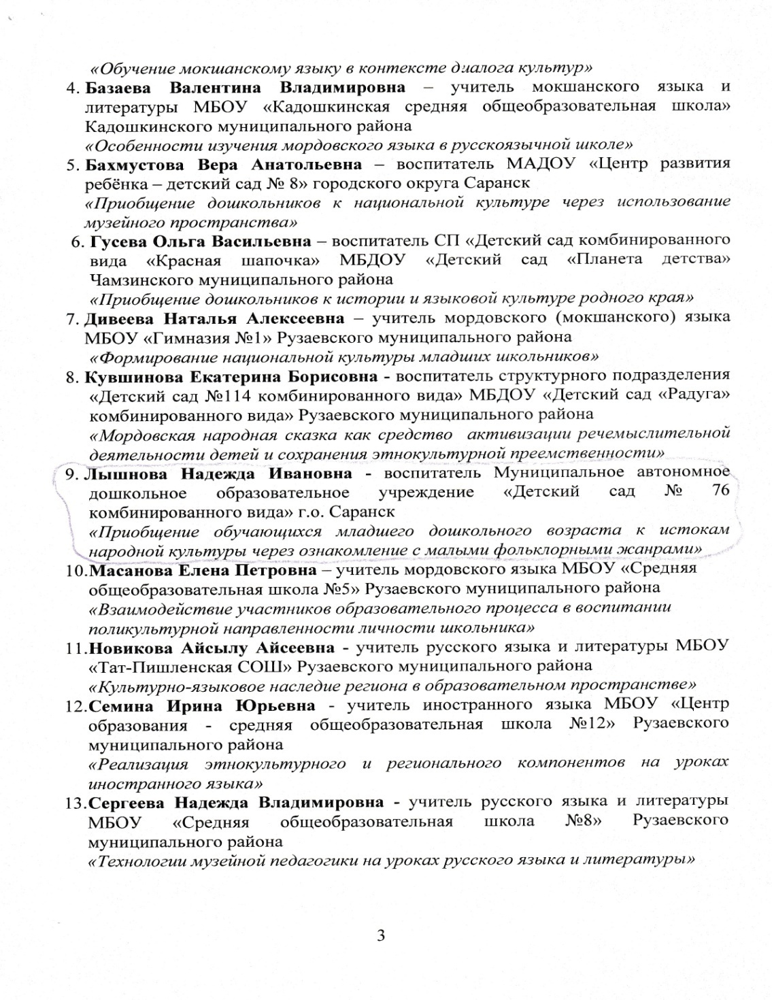 «Обучение мокшанскому языку в контексте диалога культур»
4. Базаева Валентина Владимировна – учитель мокшанского языка и
литературы МБОУ «Кадошкинская средняя общеобразовательная школа»
Кадошкинского муниципального района
«Особенности изучения мордовского языка в русскоязычной школе»
5. Бахмустова Вера Анатольевна – воспитатель МАДОУ «Центр развития
ребёнка – детский сад № 8» городского округа Саранск
«Приобщение дошкольников к национальной культуре через использование
музейного пространства»
6. Гусева Ольга Васильевна – воспитатель СП «Детский сад комбинированного
вида «Красная шапочка» МБДОУ «Детский сад «Планета детства»
Чамзинского муниципального района
«Приобщение дошкольников к истории и языковой культуре родного края»
7. Дивеева Наталья Алексеевна – учитель мордовского (мокшанского) языка
МБОУ «Гимназия №1» Рузаевского муниципального района
«Формирование национальной культуры младших школьников»
8. Кувшинова Екатерина Борисовна - воспитатель структурного подразделения
«Детский сад №114 комбинированного вида» МБДОУ «Детский сад «Радуга»
комбинированного вида» Рузаевского муниципального района
«Мордовская народная сказка как средство активизации речемыслительной
деятельности детей и сохранения этнокультурной преемственности»
9. Лышнова Надежда Ивановна - воспитатель Муниципальное автономное
дошкольное образовательное учреждение «Детский сад № 76
комбинированного вида» г.о. Саранск
«Приобщение обучающихся младшего дошкольного возраста к истокам
народной культуры через ознакомление с малыми фольклорными жанрами»
10.Масанова Елена Петровна – учитель мордовского языка МБОУ «Средняя
общеобразовательная школа №5» Рузаевского муниципального района
«Взаимодействие участников образовательного процесса в воспитании
поликультурной направленности личности школьника»
11.Новикова Айсылу Айсеевна - учитель русского языка и литературы МБОУ
«Тат-Пишленская СОШ» Рузаевского муниципального района
«Культурно-языковое наследие региона в образовательном пространстве»
12.Семина Ирина Юрьевна - учитель иностранного языка МБОУ «Центр
образования - средняя общеобразовательная школа №12» Рузаевского
муниципального района
«Реализация этнокультурного и регионального компонентов на уроках
иностранного языка»
13.Сергеева Надежда Владимировна - учитель русского языка и литературы
МБОУ «Средняя общеобразовательная школа №8» Рузаевского
муниципального района
«Технологии музейной педагогики на уроках русского языка и литературы»
3